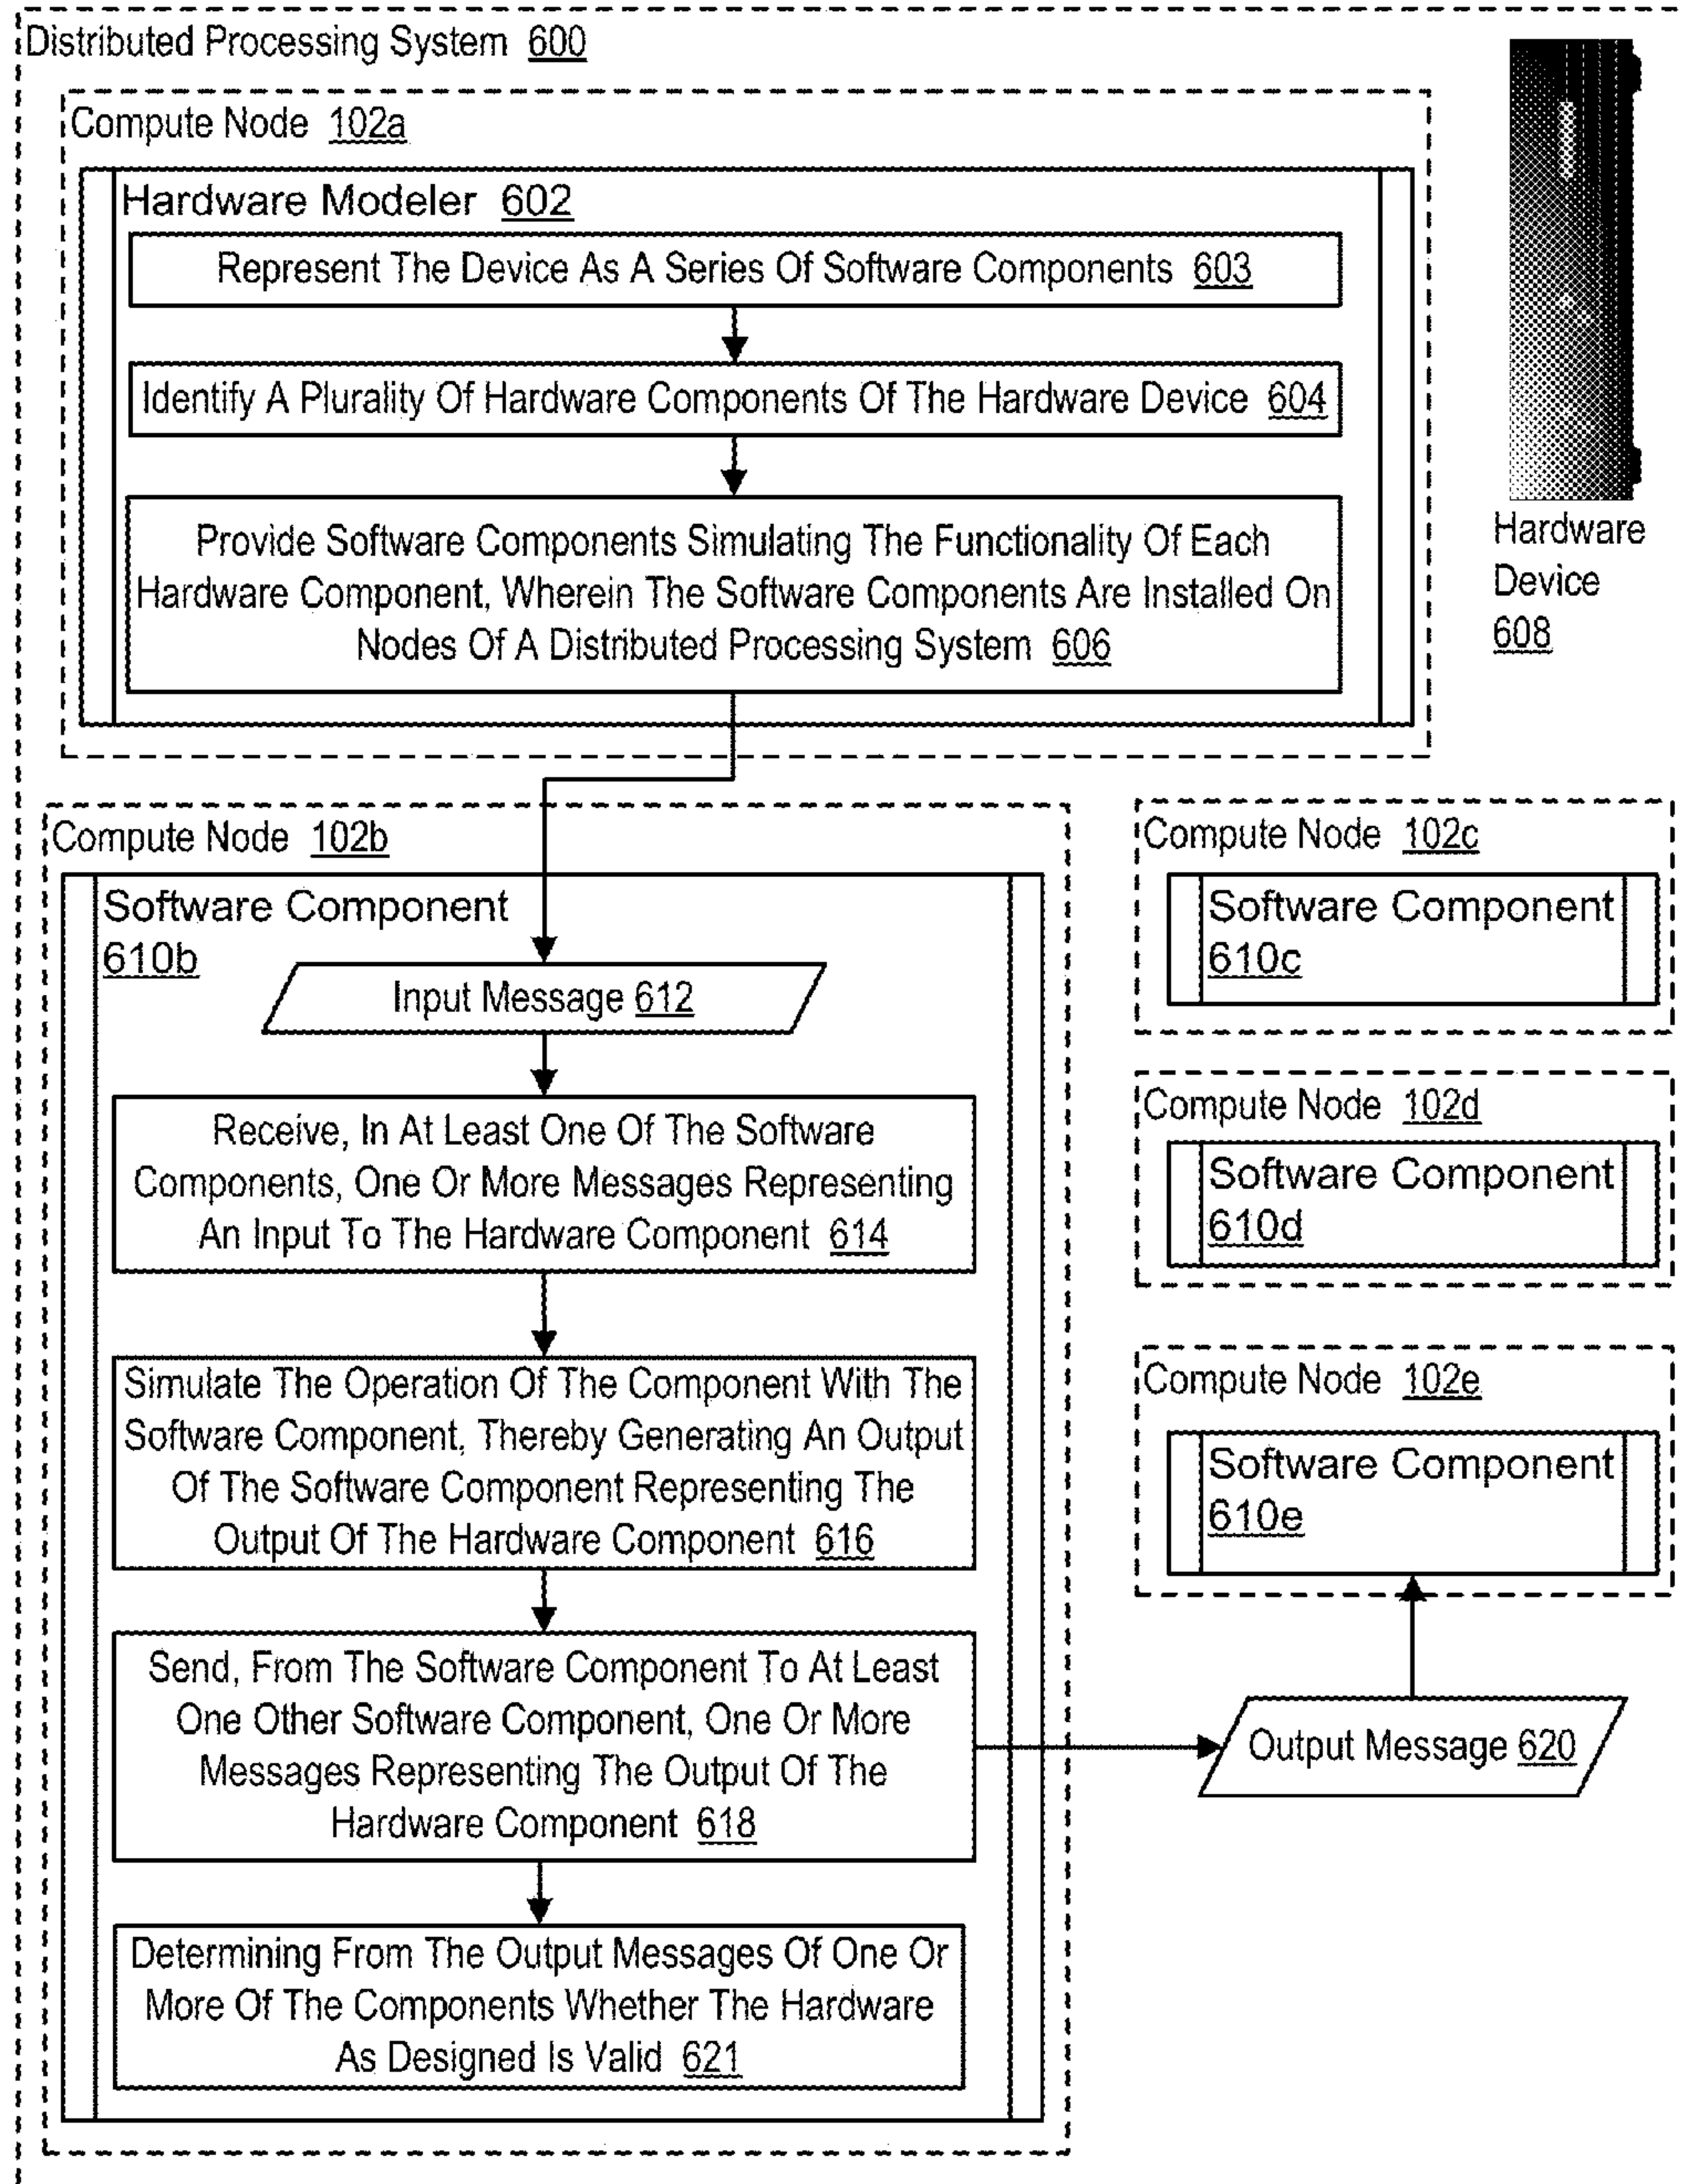 Distributed Processing System 600
Compute Node 102a
Hardware Modeler 602
Represent The Device As A Series Of Software Components 603
Identify A Plurality Of Hardware Components Of The Hardware Device 604
Provide Software Components Simulating The Functionality Of Each
Hardware Component, Wherein The Software Components Are Installed On
Nodes Of A Distributed Processing System 606
Hardware
Device
608
Compute Node 102b
Software Component
610b
Input Message 612
Receive, In At Least One Of The Software
Components, One Or More Messages Representing
An Input To The Hardware Component 614
Simulate The Operation Of The Component With The
Software Component, Thereby Generating An Output
Of The Software Component Representing The
Output Of The Hardware Component 616
Send, From The Software Component To At Least
One Other Software Component, One Or More
Messages Representing The Output Of The
Hardware Component 618
Determining From The Output Messages Of One Or
More Of The Components Whether The Hardware
As Designed Is Valid 621
Compute Node 102c
Software Component
610c
Compute Node 102d
Software Component
610d
Compute Node 102e
Software Component
610e
Output Message 620